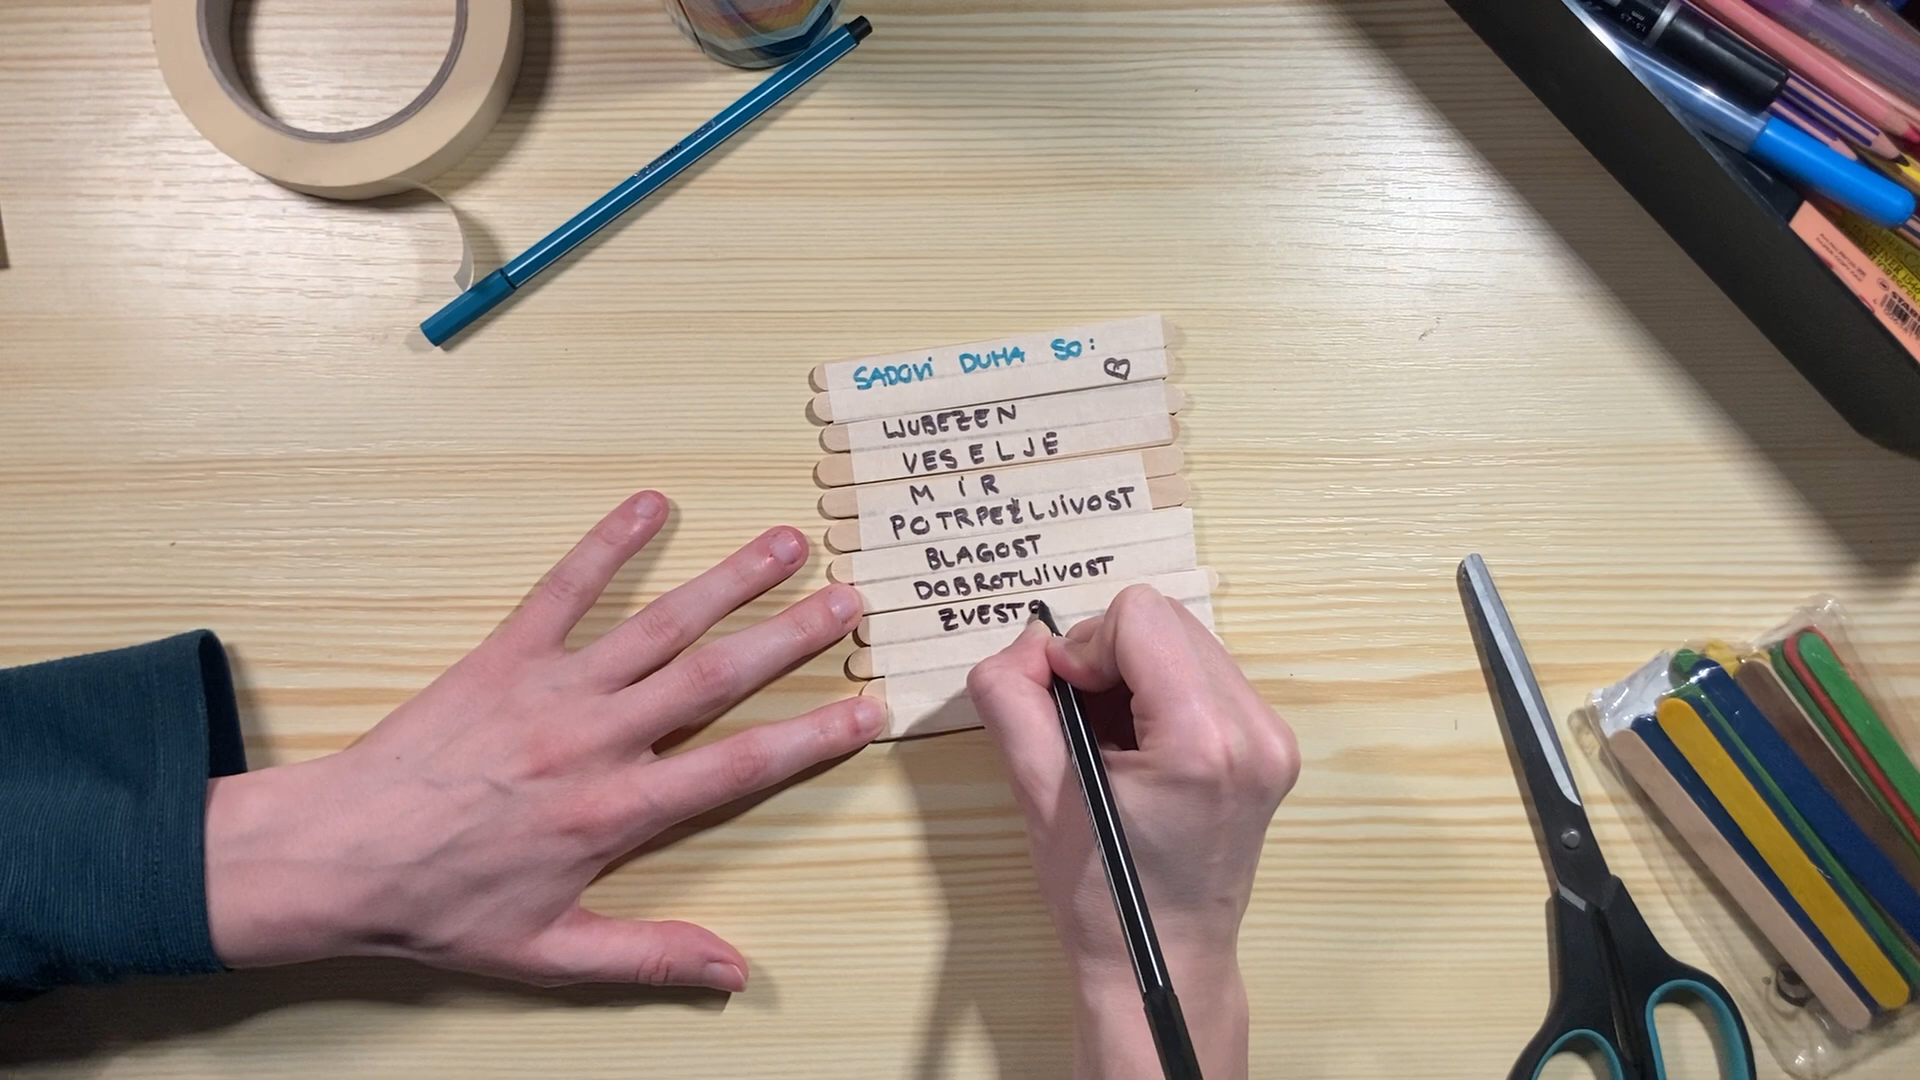 SADOVI DUHA SO:
LJUBEZEN
VESELJE
MIR
POTRPEŽLJIVOST
BLAGOST
DOBROTLJIVOST
ZVESTO